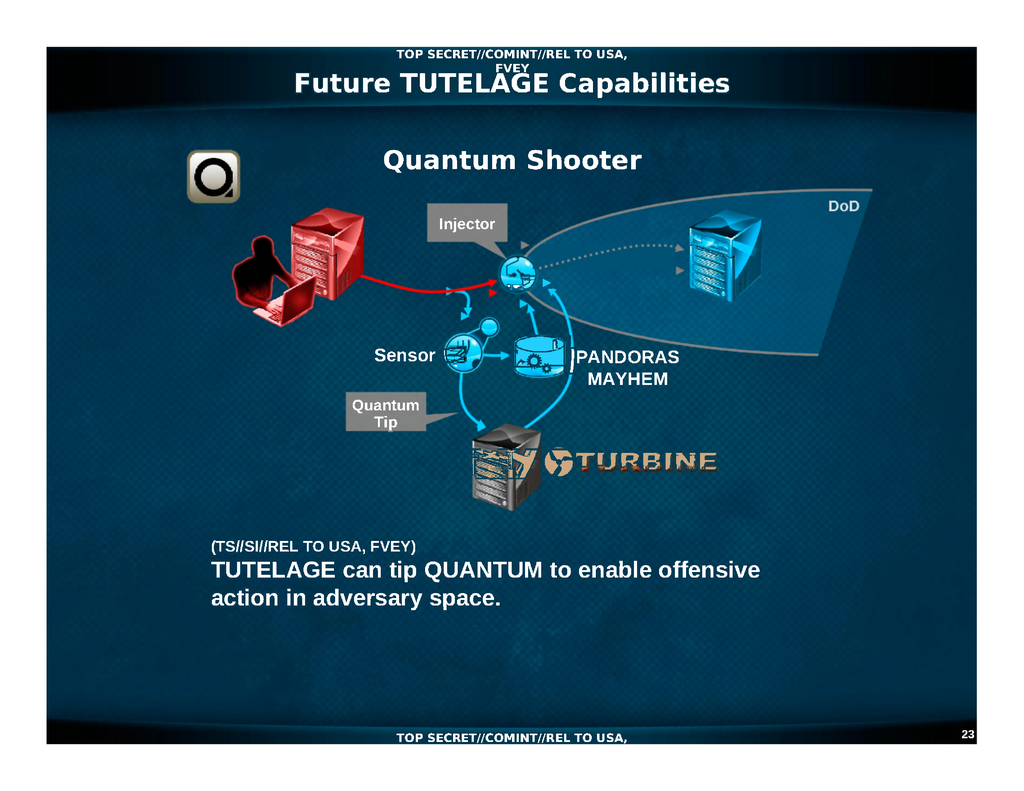 TOP SECRET//COMINT//REL TO USA,
FVEY
Future TUTELAGE Capabilities
Quantum Shooter
DoD
Injector
Sensor
PANDORAS
MAYHEM
Quantum
Tip
TURBINE
(TS//SI//REL TO USA, FVEY)
TUTELAGE can tip QUANTUM to enable offensive
action in adversary space.
TOP SECRET//COMINT//REL TO USA,
23